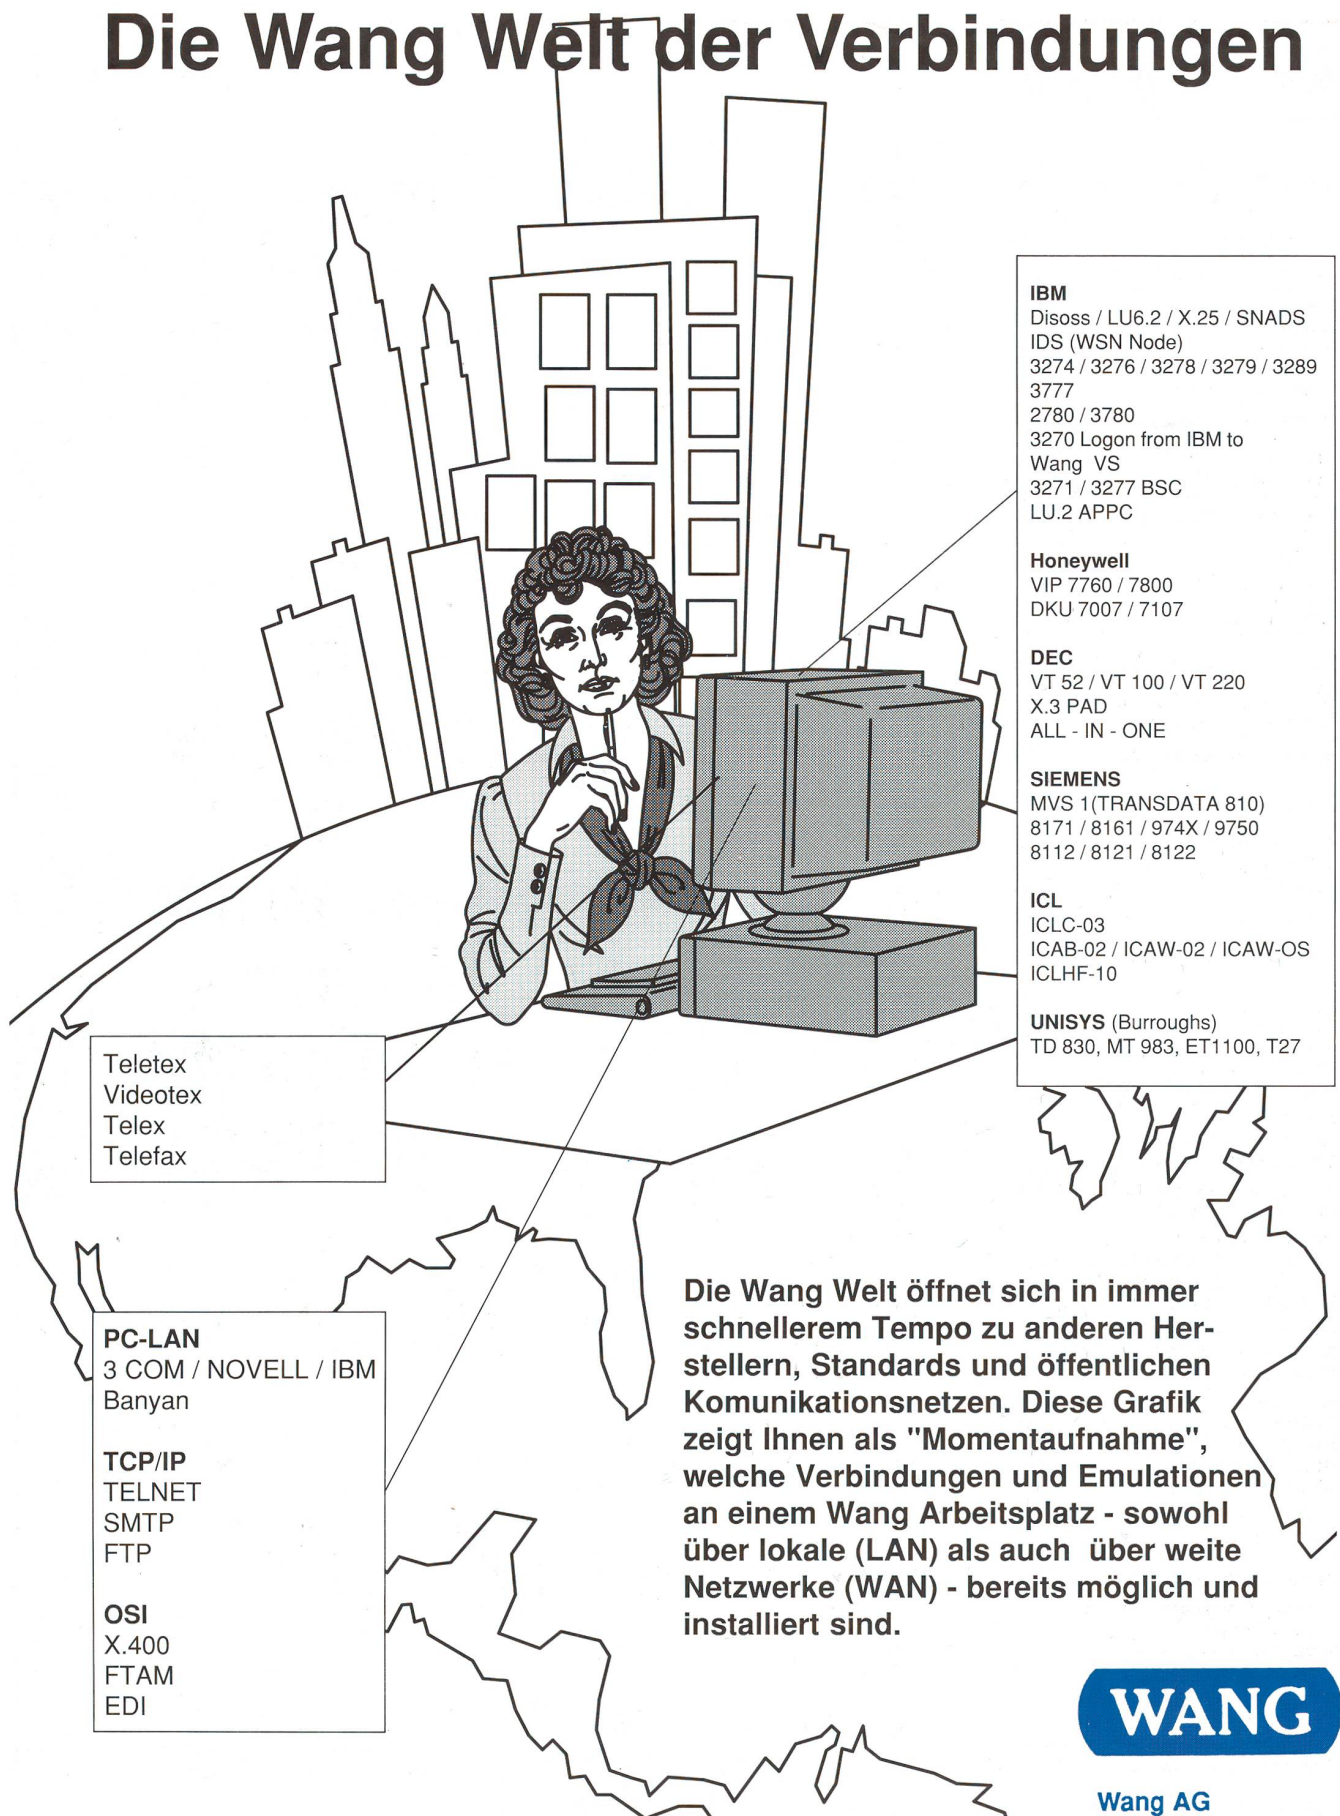 Die Wang Welt der Verbindungen
IBM
Disoss / LU6.2 / X.25 / SNADS
IDS (WSN Node)
3274 / 3276 / 3278 / 3279 / 3289
3777
2780 / 3780
3270 Logon from IBM to
Wang VS
3271 / 3277 BSC
LU.2 APPC
Honeywell
VIP 7760 / 7800
DKU 7007 / 7107
DEC
VT 52 / VT 100 / VT 220
X.3 PAD
ALL - IN - ONE
SIEMENS
MVS 1(TRANSDATA 810)
8171 / 8161 / 974X / 9750
8112 / 8121 / 8122
ICL
ICLC-03
ICAB-02 / ICAW-02 / ICAW-OS
ICLHF-10
UNISYS (Burroughs)
TD 830, MT 983, ET1100, T27
Teletex
Videotex
Telex
Telefax
PC-LAN
3 COM / NOVELL / IBM
Banyan
TCP/IP
TELNET
SMTP
FTP
OSI
X.400
FTAM
EDI
Die Wang Welt öffnet sich in immer
schnellerem Tempo zu anderen Her-
stellern, Standards und öffentlichen
Komunikationsnetzen. Diese Grafik
zeigt Ihnen als "Momentaufnahme",
welche Verbindungen und Emulationen
an einem Wang Arbeitsplatz - sowohl
über lokale (LAN) als auch über weite
Netzwerke (WAN) - bereits möglich und
installiert sind.
WANG
Wang AG